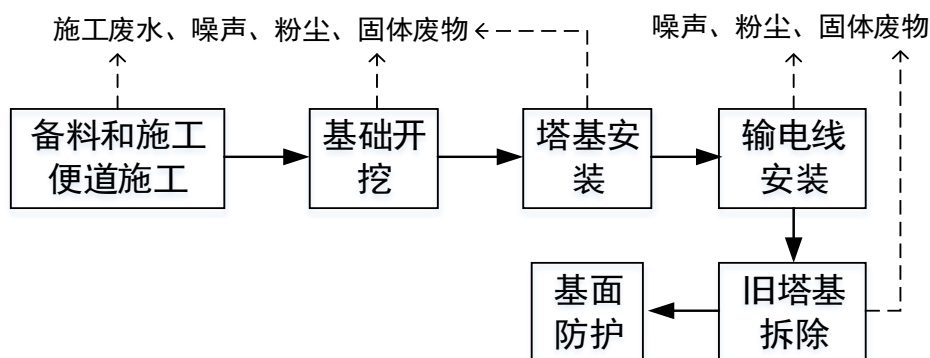 施工废水、噪声、粉尘、固体废物
噪声、粉尘、固体废物
备料和施工
便道施工
基础开
挖
塔基安
装
输电线
安装
基面
防护
旧塔基
拆除